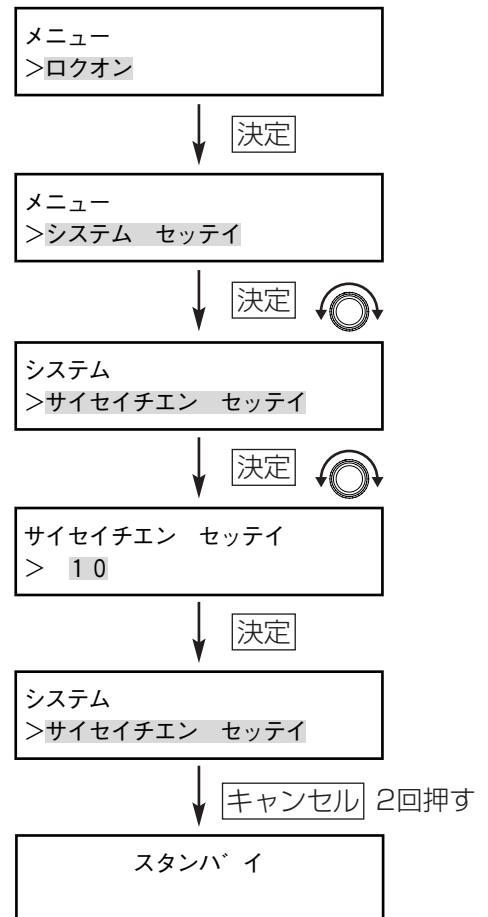 メニュー
>ロクオン
決定
メニュー
>システム　セッテイ
決定
システム
>サイセイチエン　セッテイ
決定
サイセイチエン　セッテイ
>　１０
決定
システム
>サイセイチエン　セッテイ
キャンセル 2回押す
スタンハ゛イ